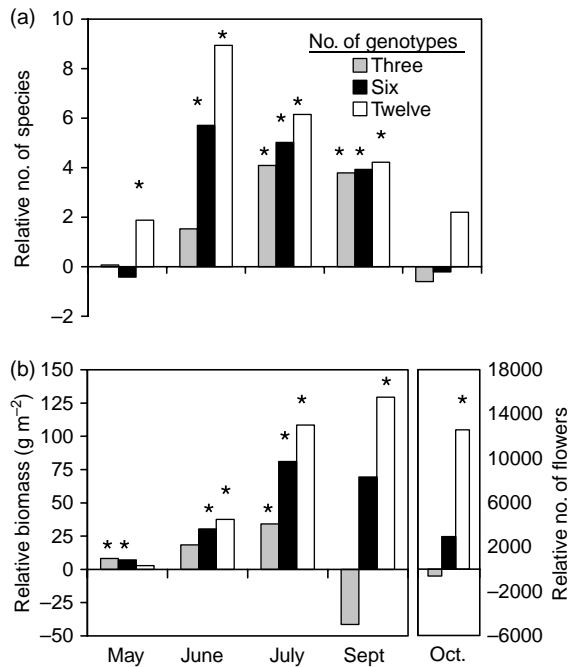 (a)
10
8
6
4
2
0
–2
Relative no. of species
No. of genotypes
Three
Six
Twelve
*
*
*
*
*
*
*
*
*
(b)
150
125
100
75
50
25
0
–25
–50
Relative biomass (g m⁻²)
*
*
*
*
*
*
*
*
*
18000
14000
10000
6000
2000
–2000
–6000
Relative no. of flowers
May
June
July
Sept
Oct.